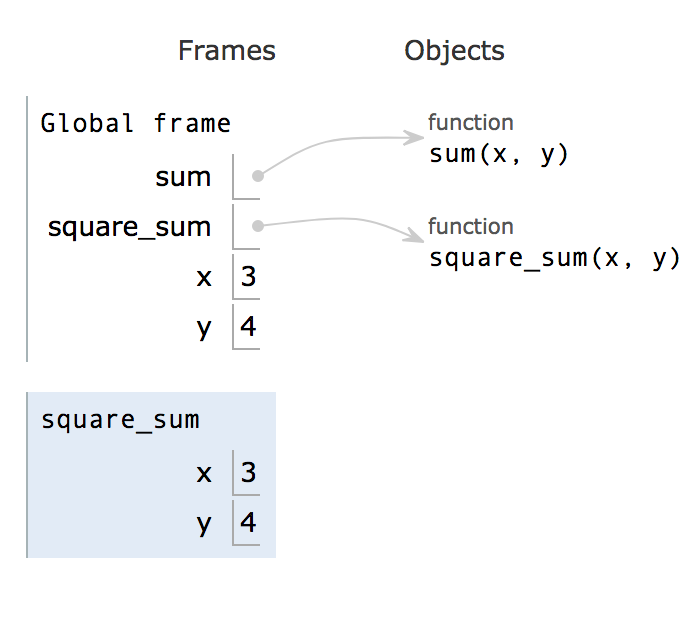 Frames Objects
Global frame
function
sum(x, y)
sum
square_sum
function
square_sum(x, y)
x 3
y 4
square_sum
x 3
y 4